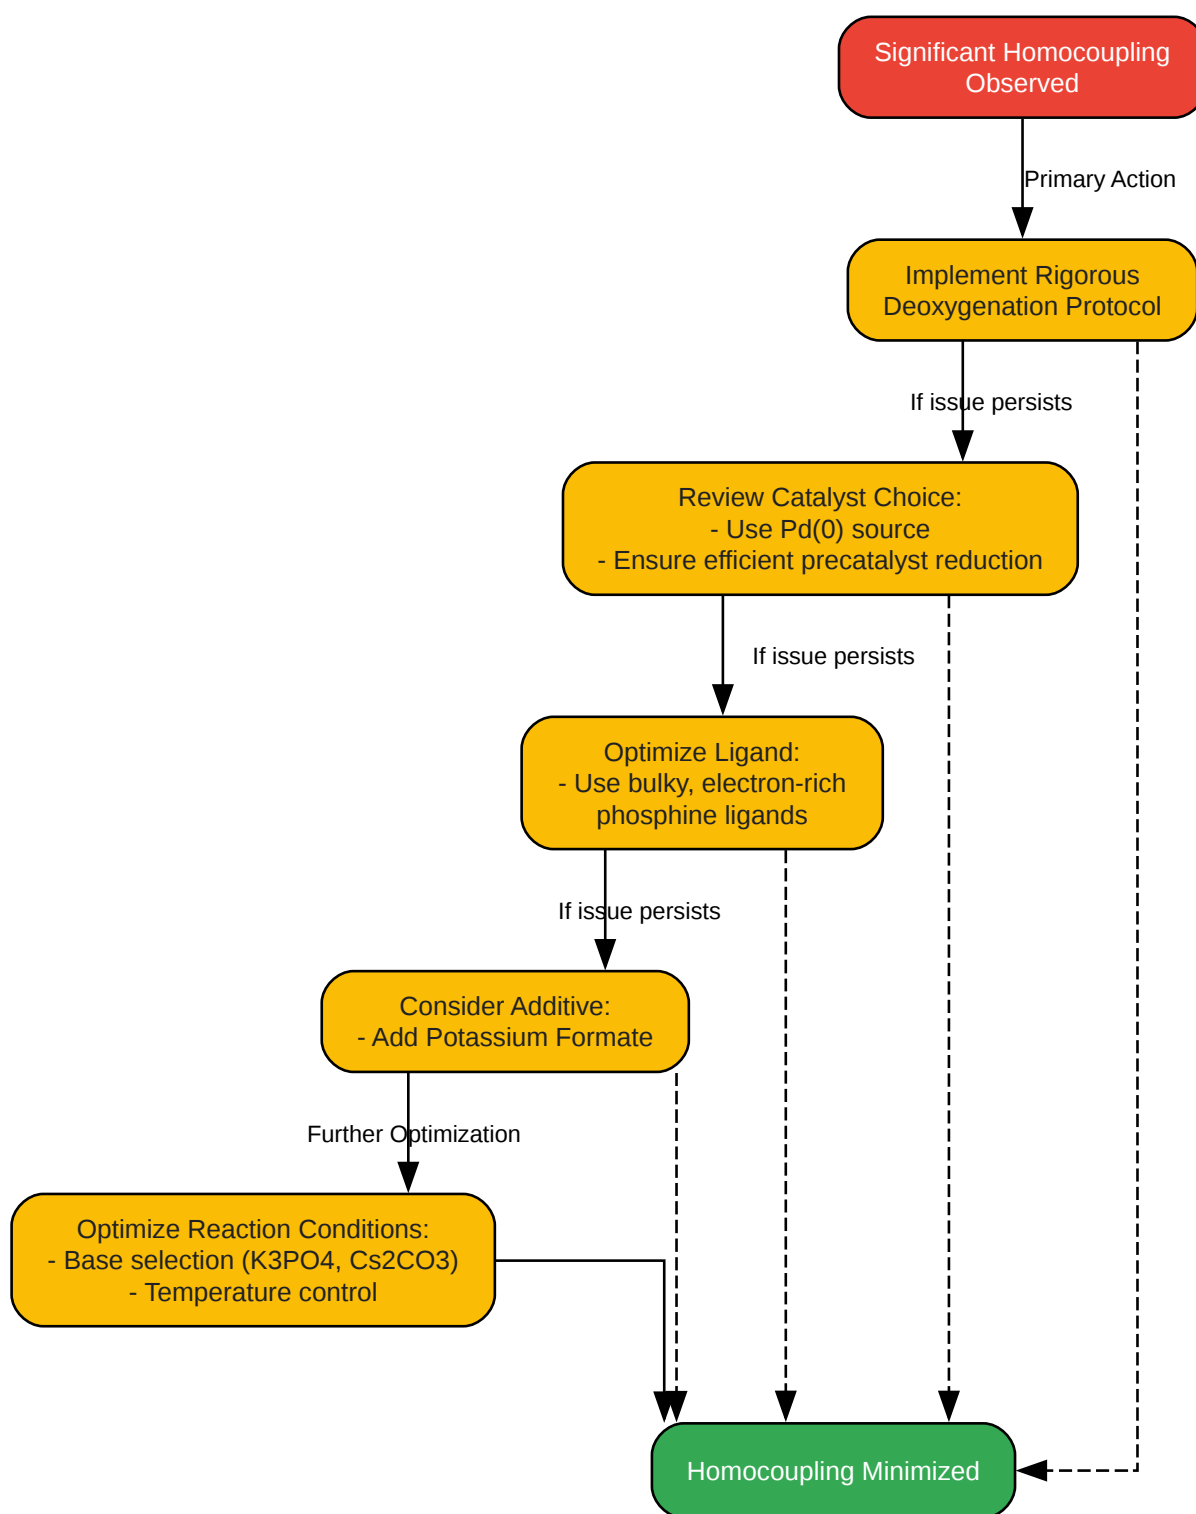 Significant Homocoupling
Observed
Primary Action
Implement Rigorous
Deoxygenation Protocol
If issue persists
Review Catalyst Choice:
- Use Pd(0) source
- Ensure efficient precatalyst reduction
If issue persists
Optimize Ligand:
- Use bulky, electron-rich
phosphine ligands
If issue persists
Consider Additive:
- Add Potassium Formate
Further Optimization
Optimize Reaction Conditions:
- Base selection (K3PO4, Cs2CO3)
- Temperature control
Homocoupling Minimized